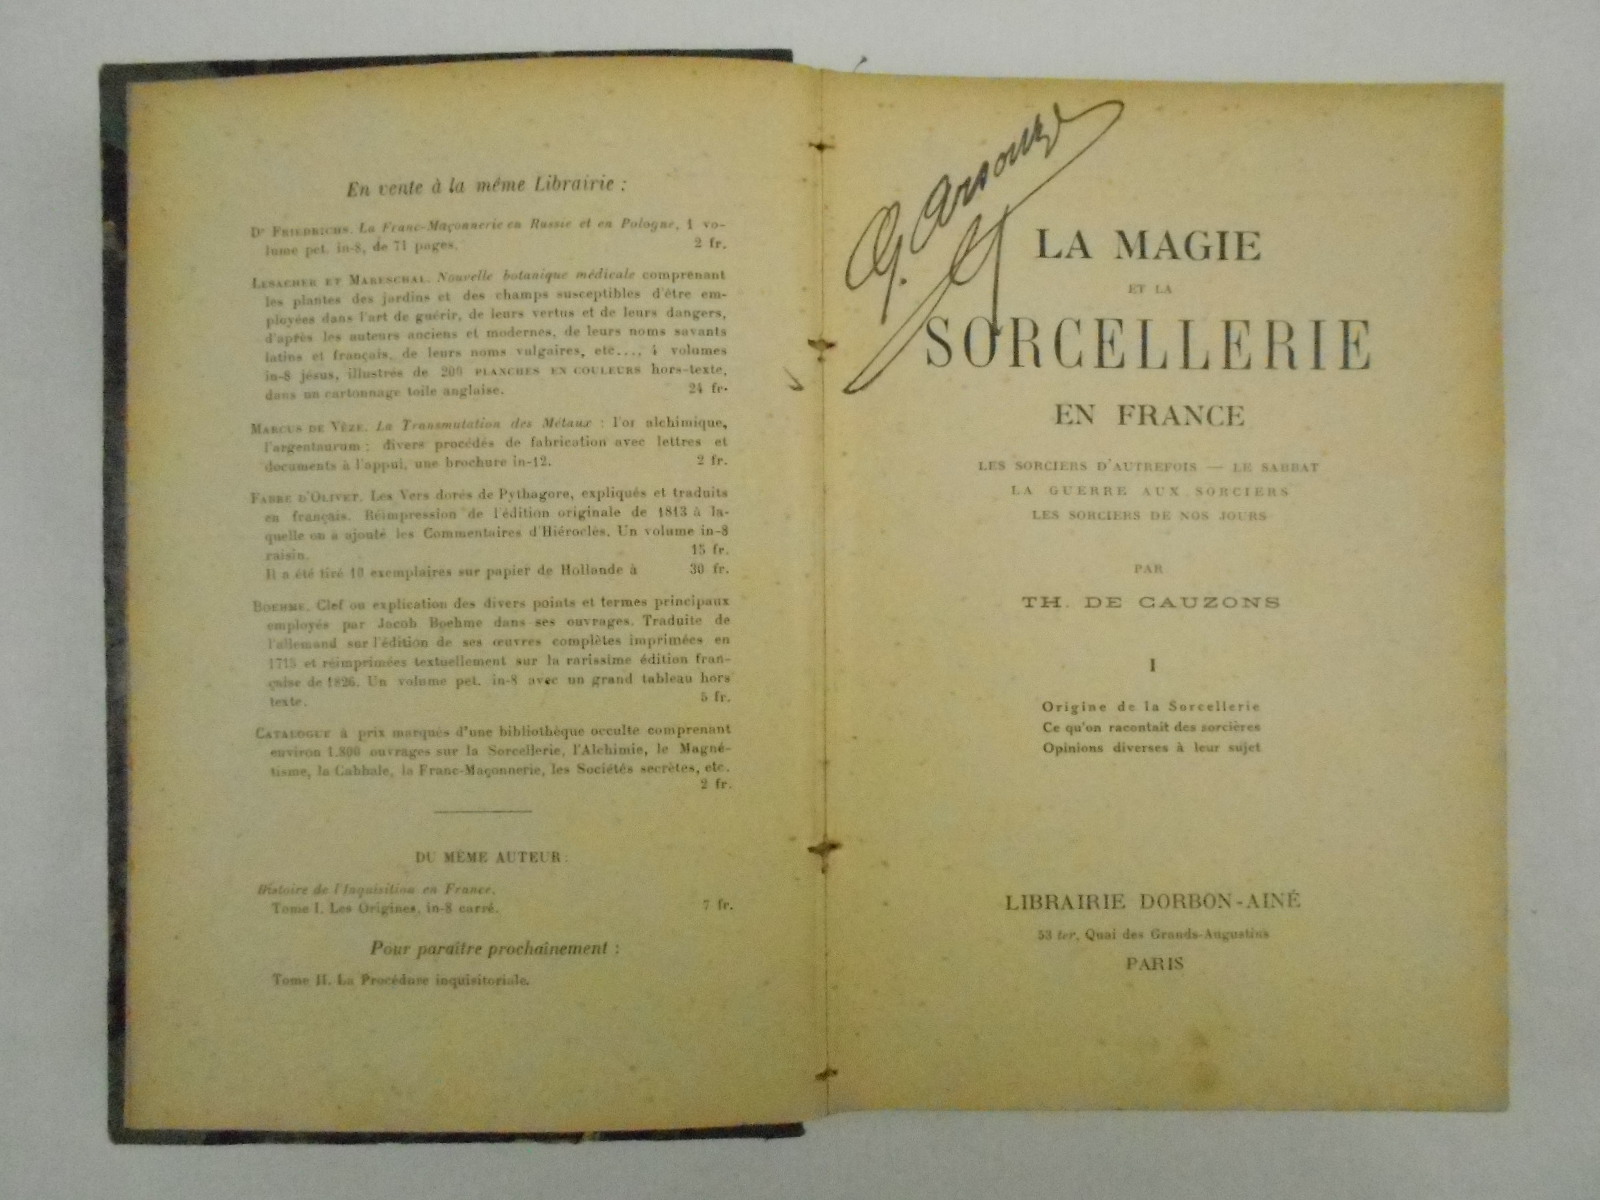 En vente à la même Librairie :
Dr Friedrichs. La Franc-Maçonnerie en Russie et en Pologne, 1 vo-
lume pet. in-8, de 71 pages. 2 fr.
Lesacher et Mareschal. Nouvelle botanique médicale comprenant
les plantes des jardins et des champs susceptibles d'être em-
ployées dans l'art de guérir, de leurs vertus et de leurs dangers,
d'après les auteurs anciens et modernes, de leurs noms savants
latins et français, de leurs noms vulgaires, etc..., 4 volumes
in-8 jésus, illustrés de 200 PLANCHES EN COULEURS hors-texte,
dans un cartonnage toile anglaise. 24 fr.
Marcus de Vèze. La Transmutation des Métaux : l'or alchimique,
l'argentaurum ; divers procédés de fabrication avec lettres et
documents à l'appui, une brochure in-12. 2 fr.
Fabre d'Olivet. Les Vers dorés de Pythagore, expliqués et traduits
en français. Réimpression de l'édition originale de 1813 à la-
quelle on a ajouté les Commentaires d'Hiéroclès. Un volume in-8
raisin. 15 fr.
Il a été tiré 10 exemplaires sur papier de Hollande à 30 fr.
Boehme. Clef ou explication des divers points et termes principaux
employés par Jacob Boehme dans ses ouvrages. Traduite de
l'allemand sur l'édition de ses œuvres complètes imprimées en
1715 et réimprimées textuellement sur la rarissime édition fran-
çaise de 1826. Un volume pet. in-8 avec un grand tableau hors
texte. 5 fr.
Catalogue à prix marqués d'une bibliothèque occulte comprenant
environ 1.800 ouvrages sur la Sorcellerie, l'Alchimie, le Magné-
tisme, la Cabbale, la Franc-Maçonnerie, les Sociétés secrètes, etc.
2 fr.
DU MÊME AUTEUR :
Histoire de l'Inquisition en France.
Tome I. Les Origines, in-8 carré. 7 fr.
Pour paraître prochaînement :
Tome II. La Procédure inquisitoriale.
LA MAGIE
ET LA
SORCELLERIE
EN FRANCE
LES SORCIERS D'AUTREFOIS — LE SABBAT
LA GUERRE AUX SORCIERS
LES SORCIERS DE NOS JOURS
PAR
TH. DE CAUZONS
I
Origine de la Sorcellerie
Ce qu'on racontait des sorcières
Opinions diverses à leur sujet
LIBRAIRIE DORBON-AINÉ
53 ter, Quai des Grands-Augustins
PARIS